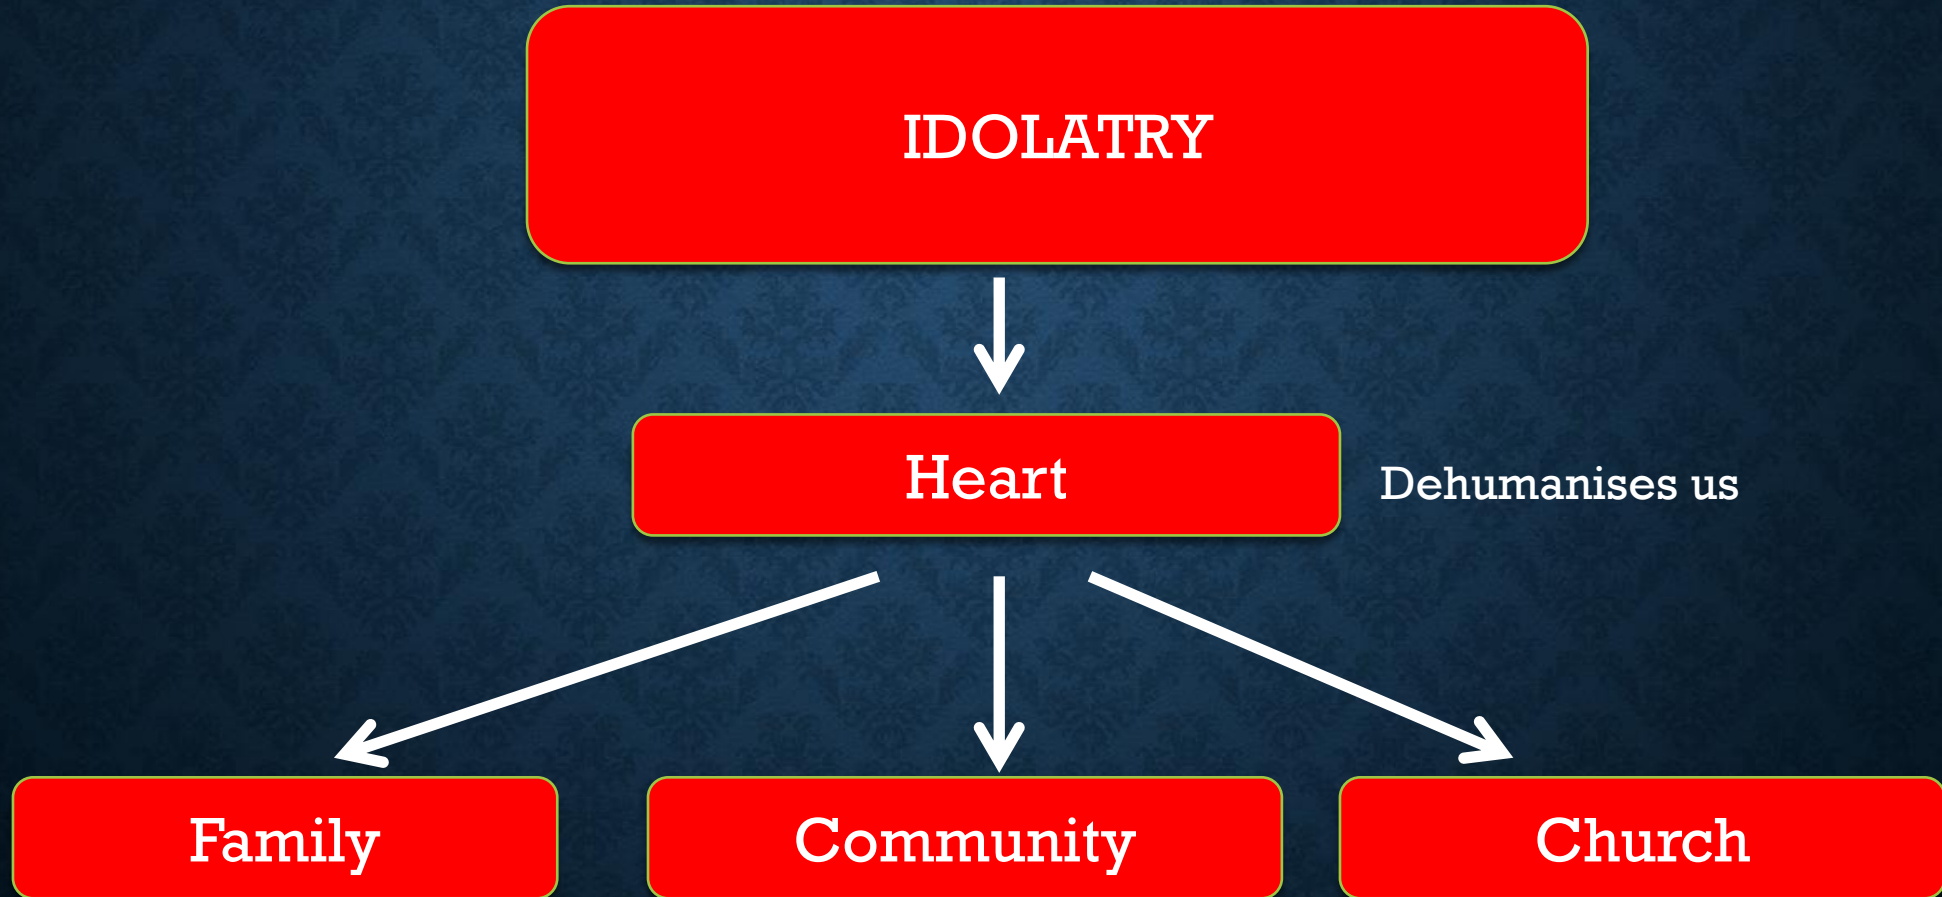 IDOLATRY
Heart
Dehumanises us
Family
Community
Church